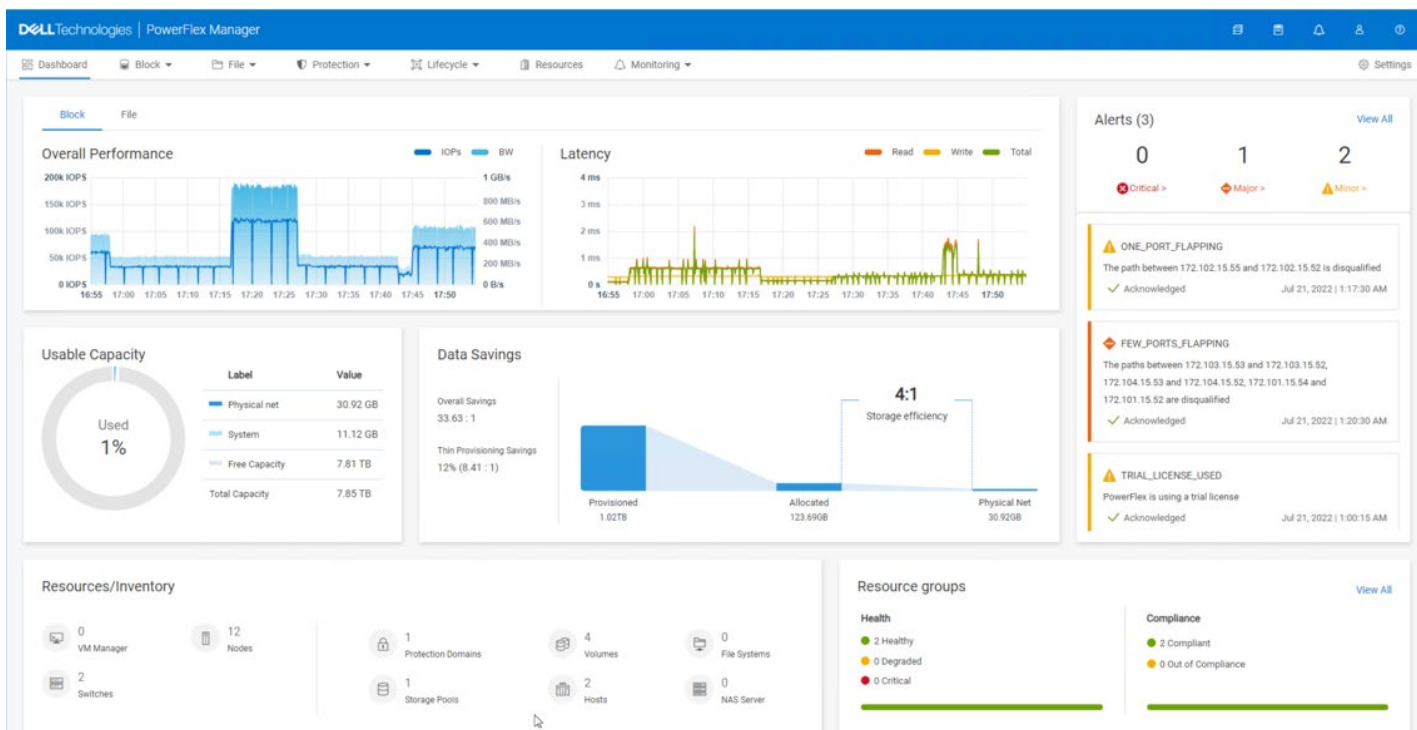 DELLTechnologies | PowerFlex Manager
Dashboard Block File Protection Lifecycle Resources Monitoring Settings
Block File
Overall Performance
IOPs BW
200k IOPS
150k IOPS
100k IOPS
50k IOPS
0 IOPS
1 GB/s
800 MB/s
600 MB/s
400 MB/s
200 MB/s
0 B/s
16:55 17:00 17:05 17:10 17:15 17:20 17:25 17:30 17:35 17:40 17:45 17:50
Latency
Read Write Total
4 ms
3 ms
2 ms
1 ms
0 s
16:55 17:00 17:05 17:10 17:15 17:20 17:25 17:30 17:35 17:40 17:45 17:50
Alerts (3)
View All
0 1 2
Critical > Major > Minor >
ONE_PORT_FLAPPING
The path between 172.102.15.55 and 172.102.15.52 is disqualified
Acknowledged Jul 21, 2022 | 1:17:30 AM
FEW_PORTS_FLAPPING
The paths between 172.103.15.53 and 172.103.15.52,
172.104.15.53 and 172.104.15.52, 172.101.15.54 and
172.101.15.52 are disqualified
Acknowledged Jul 21, 2022 | 1:20:30 AM
TRIAL_LICENSE_USED
PowerFlex is using a trial license
Acknowledged Jul 21, 2022 | 1:00:15 AM
Usable Capacity
Used
1%
Label Value
Physical net 30.92 GB
System 11.12 GB
Free Capacity 7.81 TB
Total Capacity 7.85 TB
Data Savings
Overall Savings
33.63 : 1
Thin Provisioning Savings
12% (8.41 : 1)
4:1
Storage efficiency
Provisioned
1.02TB
Allocated
123.69GB
Physical Net
30.92GB
Resources/Inventory
0
VM Manager
12
Nodes
2
Switches
1
Protection Domains
4
Volumes
0
File Systems
1
Storage Pools
2
Hosts
0
NAS Server
Resource groups
View All
Health
2 Healthy
0 Degraded
0 Critical
Compliance
2 Compliant
0 Out of Compliance